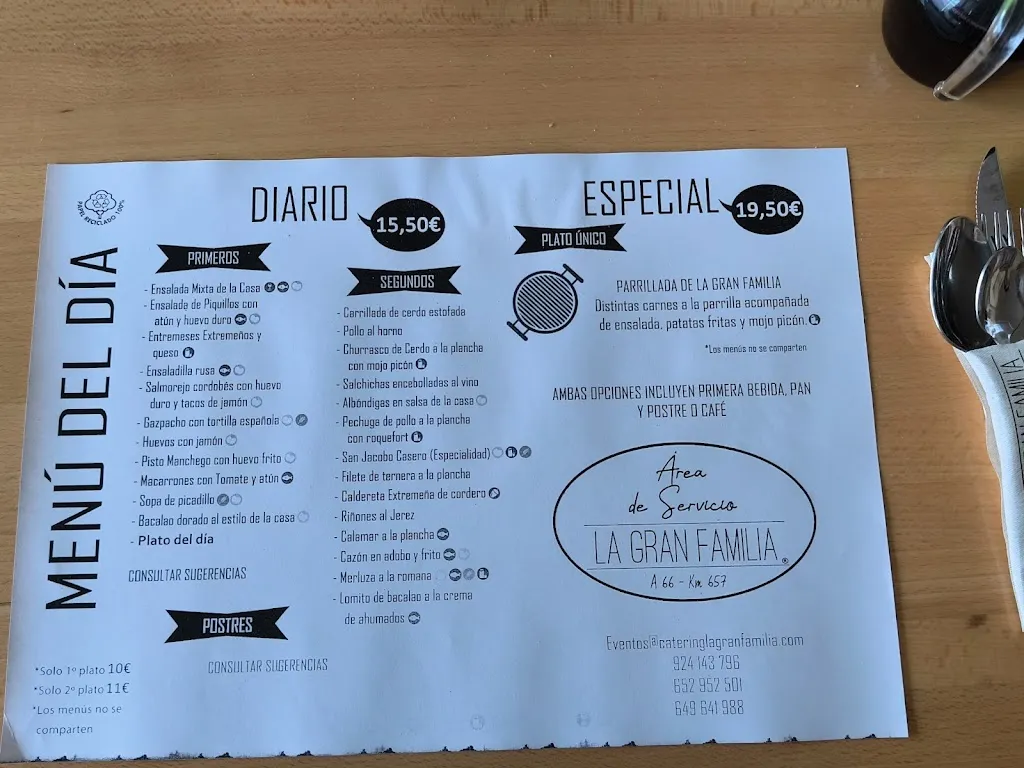 PAPEL RECICLADO 100%
MENÚ DEL DÍA
DIARIO
15,50€
PRIMEROS
- Ensalada Mixta de la Casa
- Ensalada de Piquillos con
atún y huevo duro
- Entremeses Extremeños y
queso
- Ensaladilla rusa
- Salmorejo cordobés con huevo
duro y tacos de jamón
- Gazpacho con tortilla española
- Huevos con jamón
- Pisto Manchego con huevo frito
- Macarrones con Tomate y atún
- Sopa de picadillo
- Bacalao dorado al estilo de la casa
- Plato del día
CONSULTAR SUGERENCIAS
SEGUNDOS
- Carrillada de cerdo estofada
- Pollo al horno
- Churrasco de Cerdo a la plancha
con mojo picón
- Salchichas encebolladas al vino
- Albóndigas en salsa de la casa
- Pechuga de pollo a la plancha
con roquefort
- San Jacobo Casero (Especialidad)
- Filete de ternera a la plancha
- Caldereta Extremeña de cordero
- Riñones al Jerez
- Calamar a la plancha
- Cazón en adobo y frito
- Merluza a la romana
- Lomito de bacalao a la crema
de ahumados
POSTRES
CONSULTAR SUGERENCIAS
*Solo 1º plato 10€
*Solo 2º plato 11€
*Los menús no se
comparten
ESPECIAL
19,50€
PLATO ÚNICO
PARRILLADA DE LA GRAN FAMILIA
Distintas carnes a la parrilla acompañada
de ensalada, patatas fritas y mojo picón.
*Los menús no se comparten
AMBAS OPCIONES INCLUYEN PRIMERA BEBIDA, PAN
Y POSTRE O CAFÉ
Área
de Servicio
LA GRAN FAMILIA ®
A 66 - Km. 657
Eventos@cateringlagranfamilia.com
924 143 796
652 952 501
649 641 988